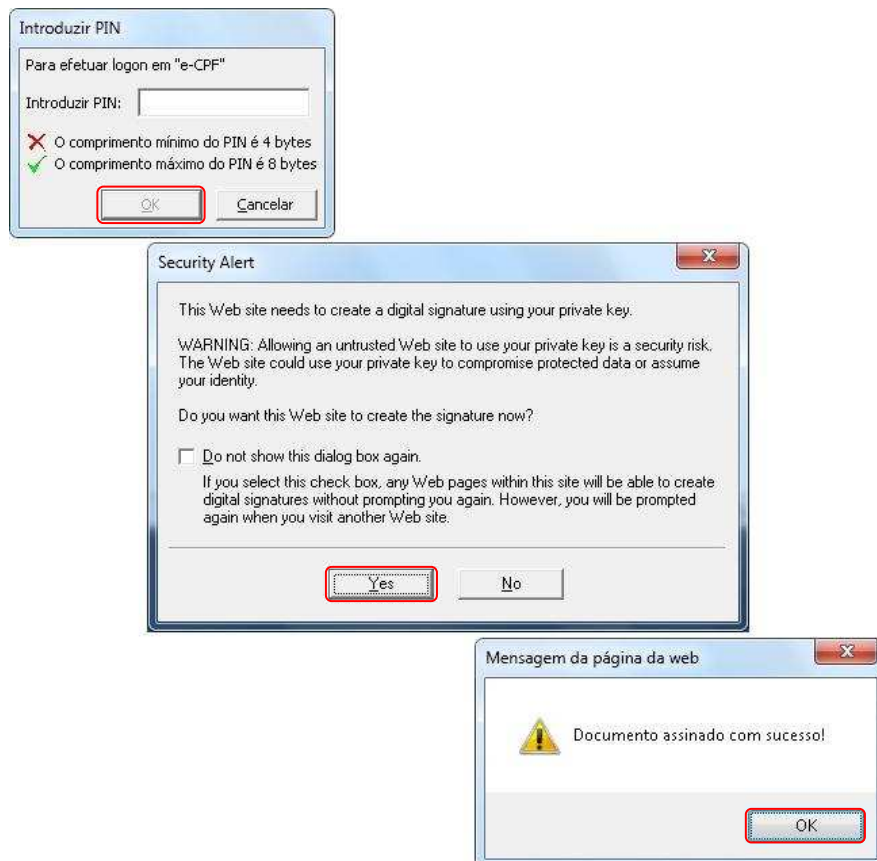 Introduzir PIN
Para efetuar logon em "e-CPF"
Introduzir PIN:
O comprimento mínimo do PIN é 4 bytes
O comprimento máximo do PIN é 8 bytes
OK Cancelar
Security Alert
This Web site needs to create a digital signature using your private key.
WARNING: Allowing an untrusted Web site to use your private key is a security risk.
The Web site could use your private key to compromise protected data or assume
your identity.
Do you want this Web site to create the signature now?
Do not show this dialog box again.
If you select this check box, any Web pages within this site will be able to create
digital signatures without prompting you again. However, you will be prompted
again when you visit another Web site.
Yes No
Mensagem da página da web
Documento assinado com sucesso!
OK